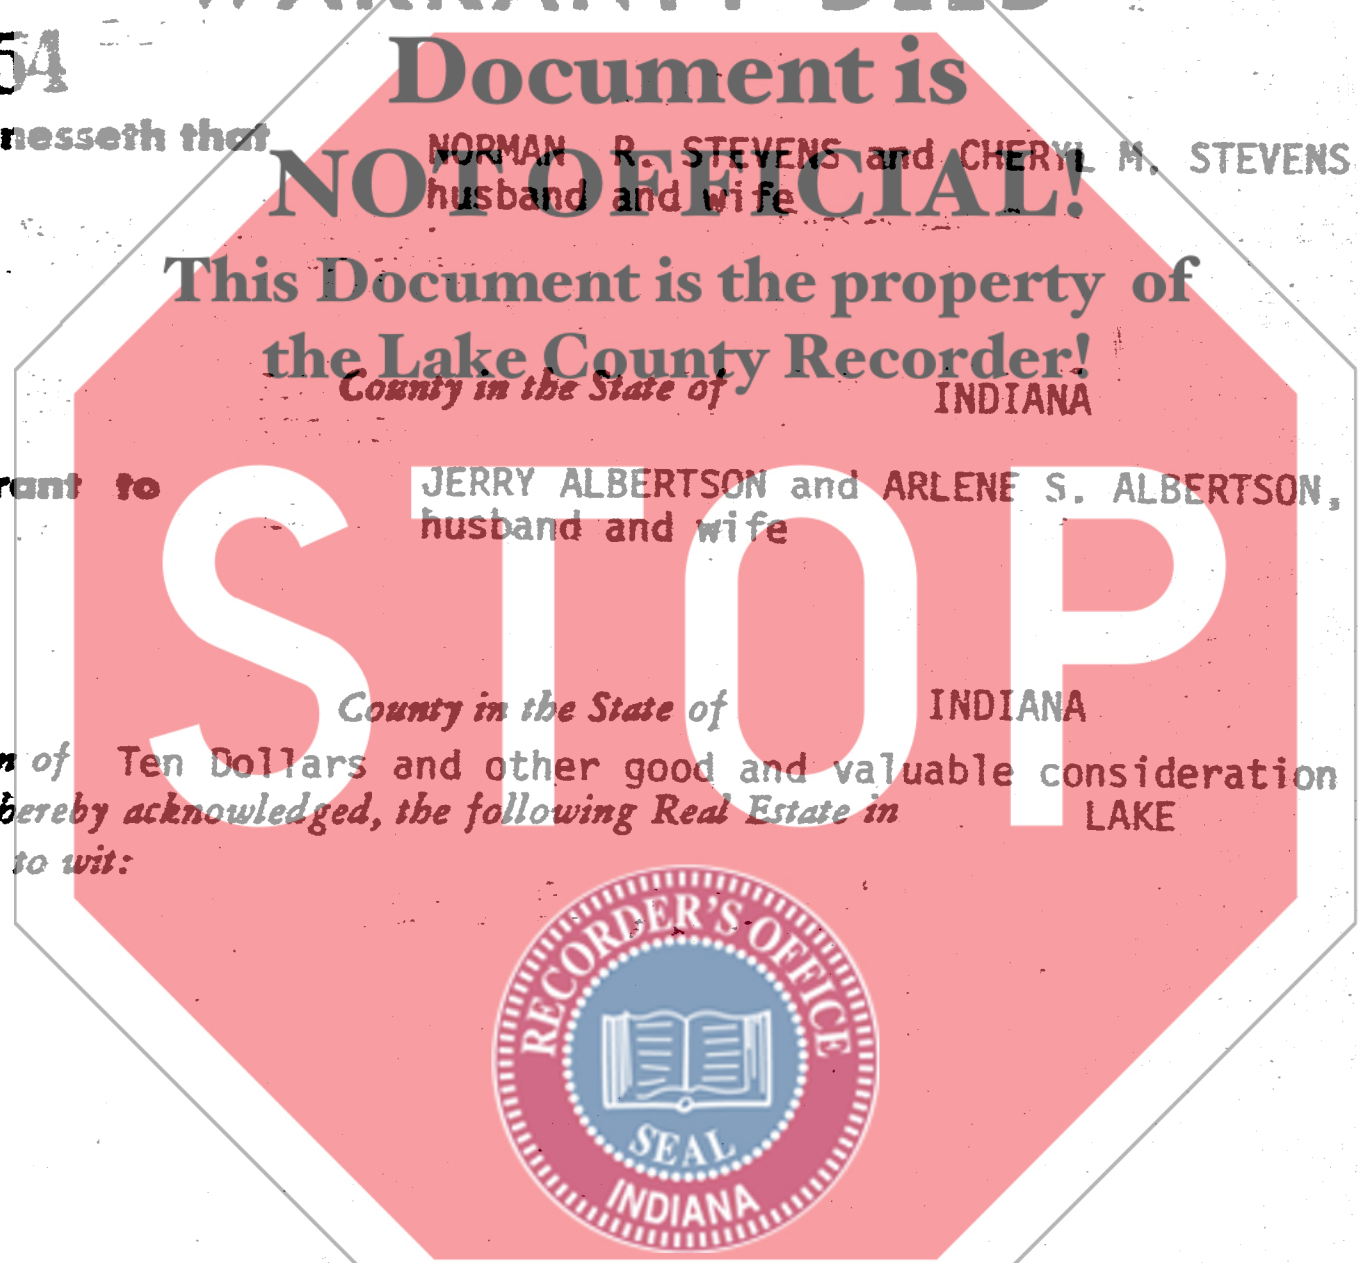 WARRANTY DEED
54
Document is
nesseth that NORMAN R. STEVENS and CHERYL M. STEVENS
NOT OFFICIAL!
husband and wife
This Document is the property of
the Lake County Recorder!
County in the State of INDIANA
rant to JERRY ALBERTSON and ARLENE S. ALBERTSON,
husband and wife
STOP
County in the State of INDIANA
n of Ten Dollars and other good and valuable consideration
hereby acknowledged, the following Real Estate in LAKE
to wit:
RECORDER'S OFFICE
SEAL
INDIANA